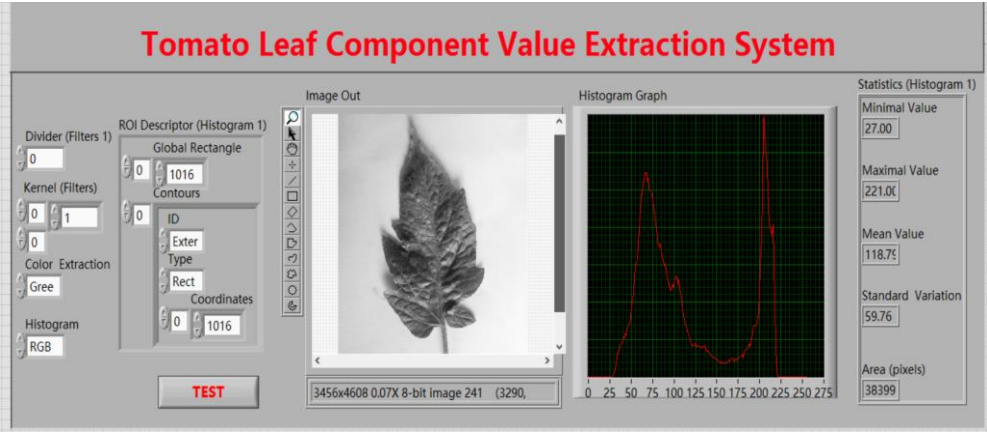 Tomato Leaf Component Value Extraction System
Divider (Filters 1)
0
Kernel (Filters)
0
1
0
Color Extraction
Gree
Histogram
RGB
ROI Descriptor (Histogram 1)
Global Rectangle
0
1016
Contours
0
ID
Exter
Type
Rect
Coordinates
0
1016
TEST
Image Out
3456x4608 0.07X 8-bit image 241 (3290,
Histogram Graph
0 25 50 75 100 125 150 175 200 225 250 275
Statistics (Histogram 1)
Minimal Value
27.00
Maximal Value
221.0(
Mean Value
118.79
Standard Variation
59.76
Area (pixels)
38399